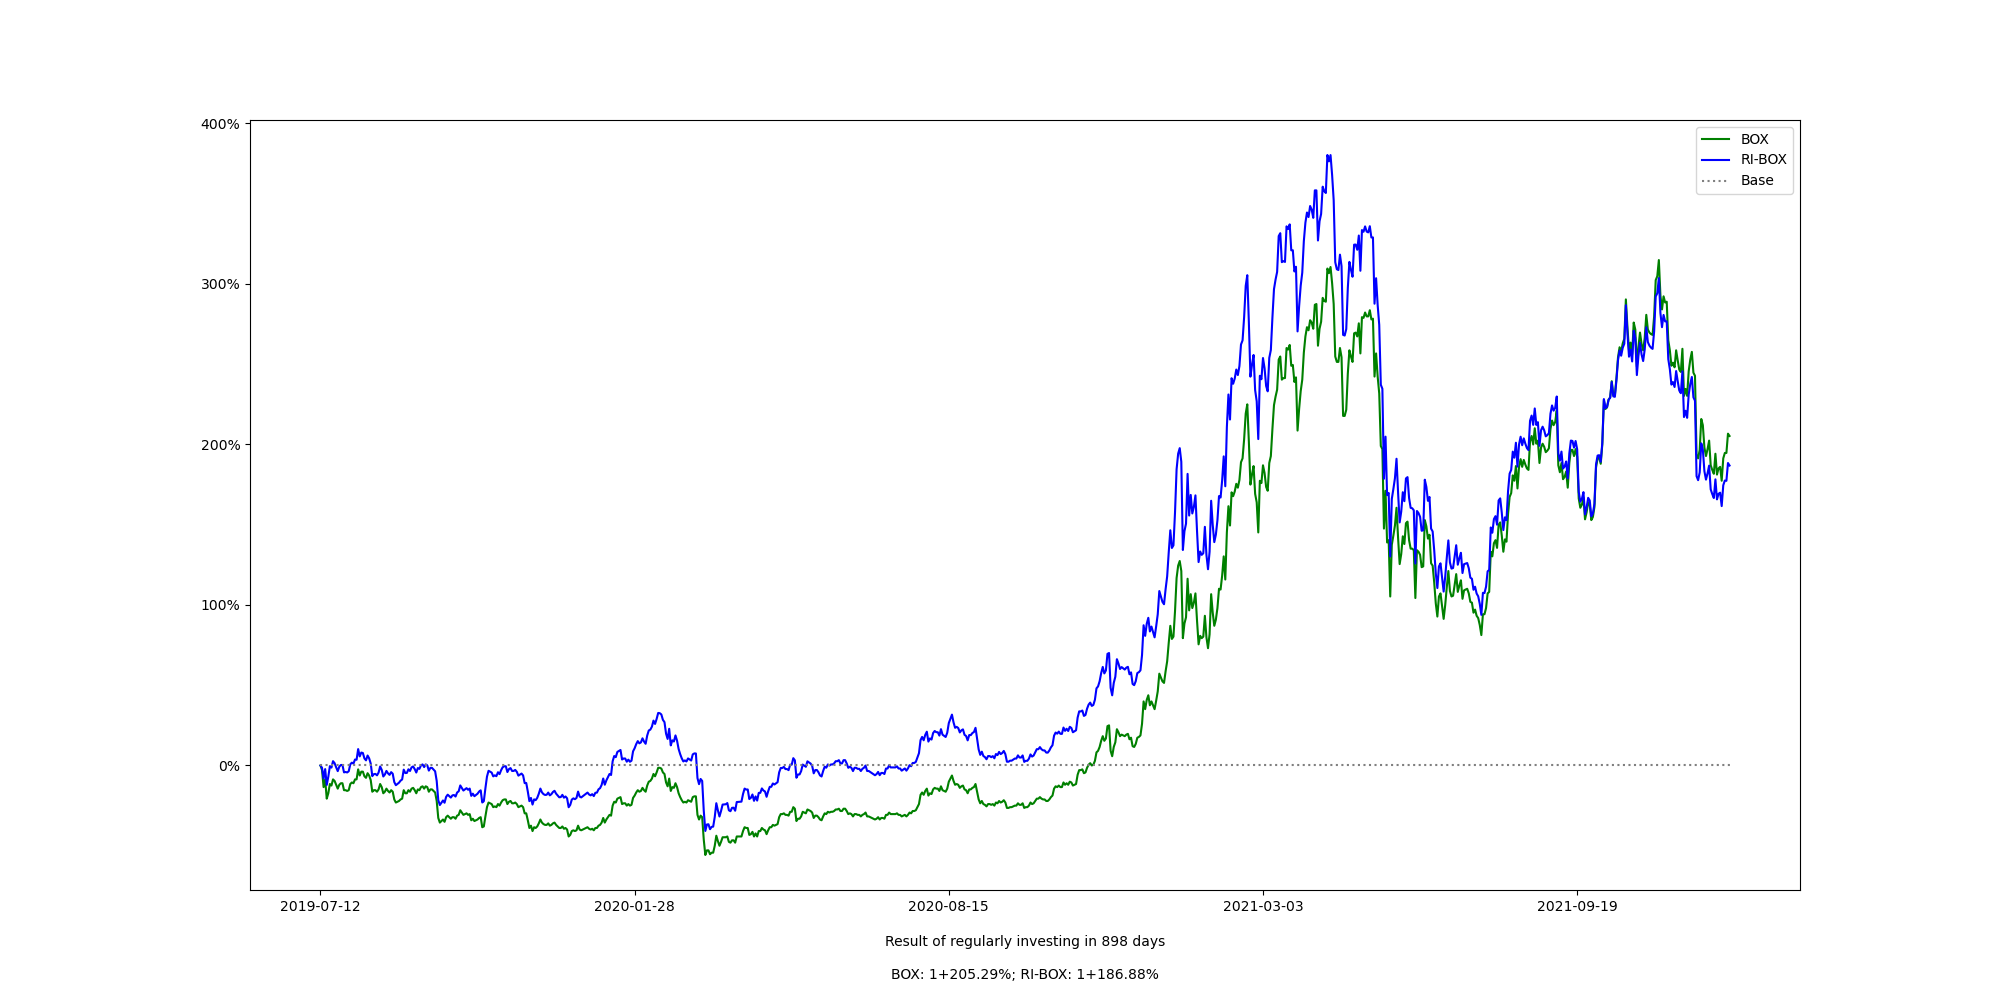 400%
300%
200%
100%
0%
BOX
RI-BOX
Base
2019-07-12
2020-01-28
2020-08-15
2021-03-03
2021-09-19
Result of regularly investing in 898 days
BOX: 1+205.29%; RI-BOX: 1+186.88%